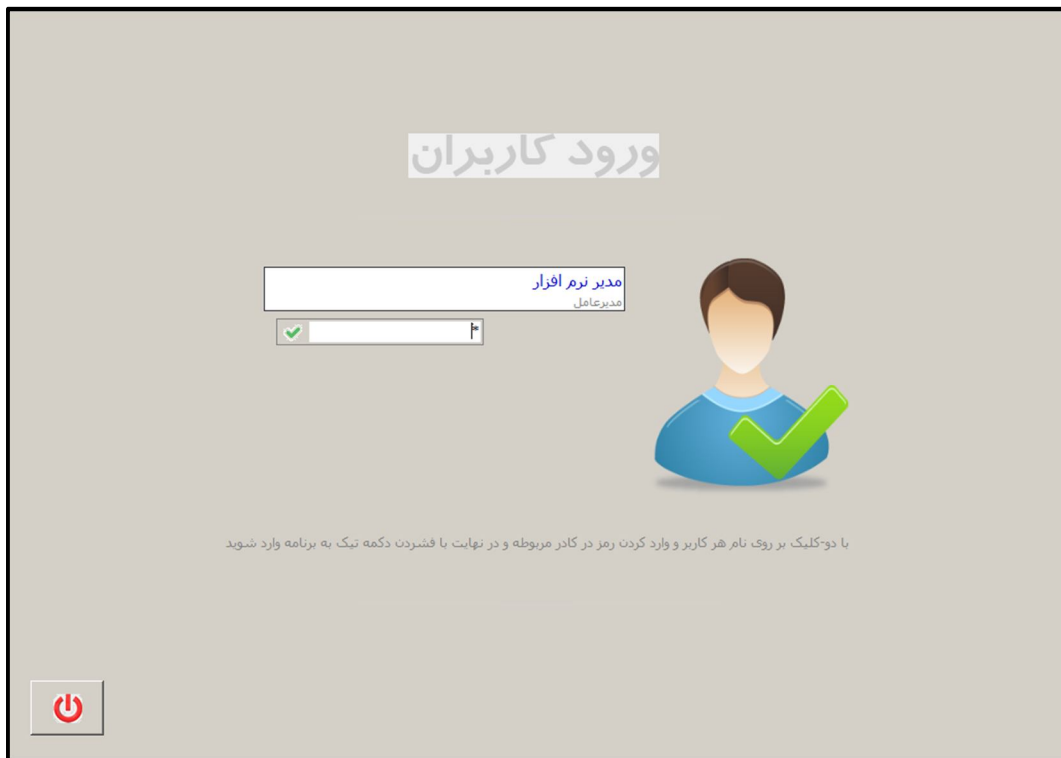 ورود کاربران
مدیر نرم افزار
مدیرعامل
*
با دو-کلیک بر روی نام هر کاربر و وارد کردن رمز در کادر مربوطه و در نهایت با فشردن دکمه تیک به برنامه وارد شوید